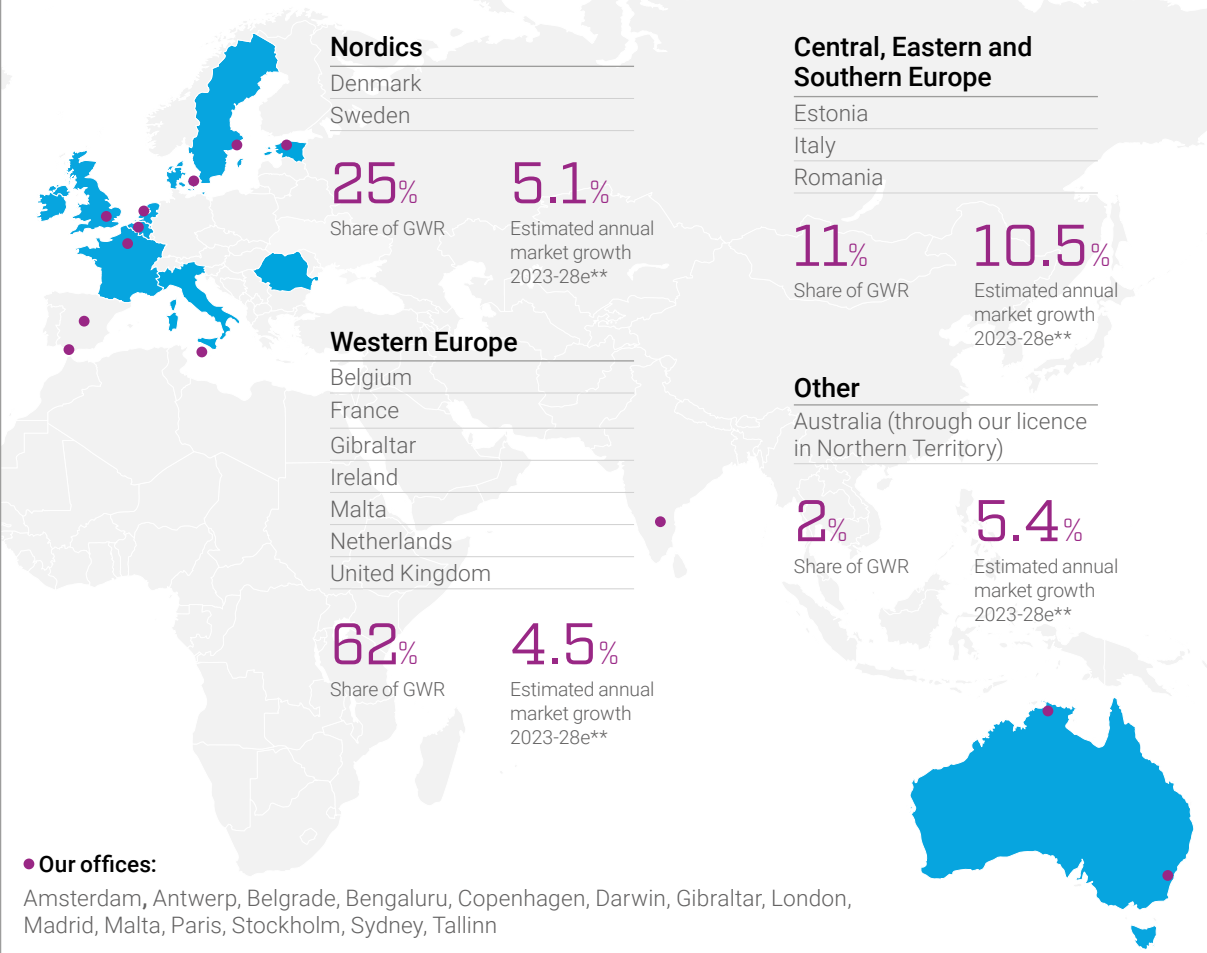 Nordics
Denmark
Sweden
25%
Share of GWR
5.1%
Estimated annual
market growth
2023-28e**
Western Europe
Belgium
France
Gibraltar
Ireland
Malta
Netherlands
United Kingdom
62%
Share of GWR
4.5%
Estimated annual
market growth
2023-28e**
Central, Eastern and
Southern Europe
Estonia
Italy
Romania
11%
Share of GWR
10.5%
Estimated annual
market growth
2023-28e**
Other
Australia (through our licence
in Northern Territory)
2%
Share of GWR
5.4%
Estimated annual
market growth
2023-28e**
Our offices:
Amsterdam, Antwerp, Belgrade, Bengaluru, Copenhagen, Darwin, Gibraltar, London,
Madrid, Malta, Paris, Stockholm, Sydney, Tallinn